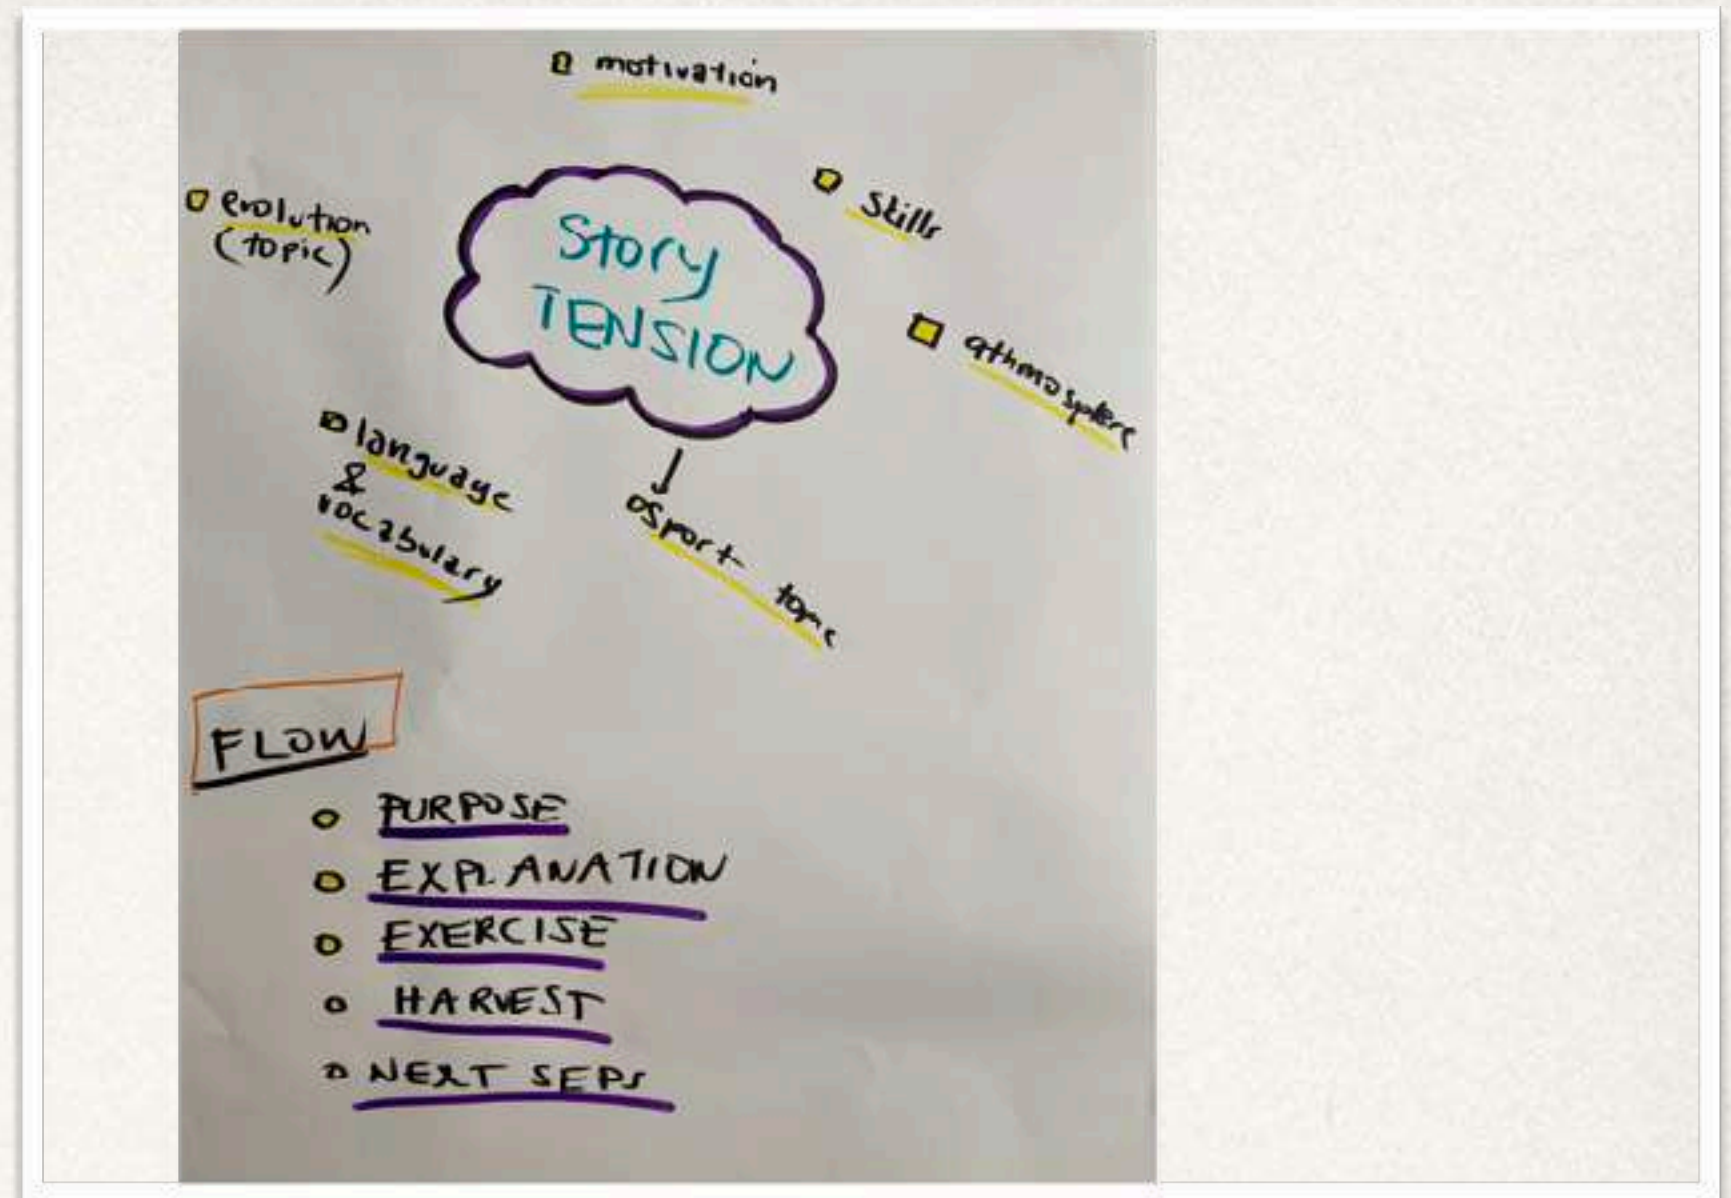 motivation
Skills
evolution
(topic)
Story
TENSION
athmosphere
language
&
vocabulary
Sport topic
FLOW
PURPOSE
EXPLANATION
EXERCISE
HARVEST
NEXT SEPS